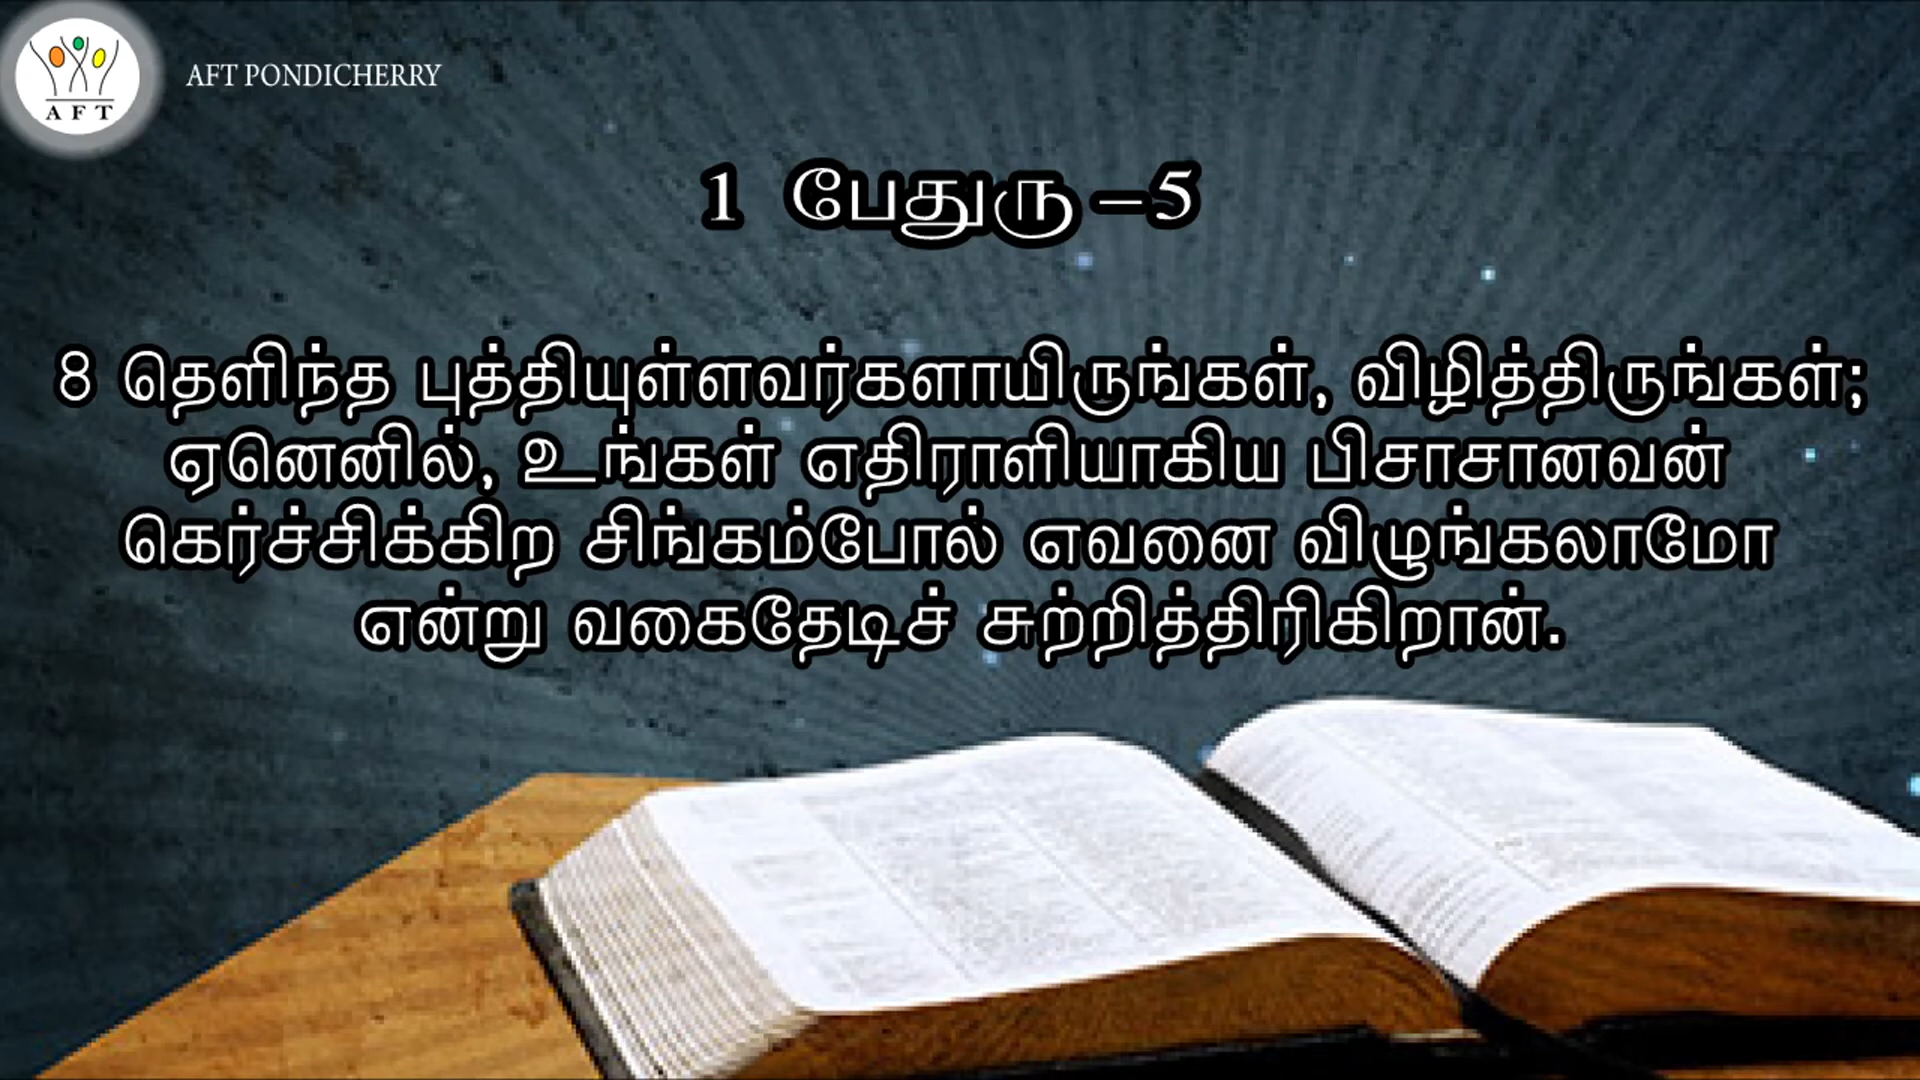 AFT
AFT PONDICHERRY
1 பேதுரு –5
8 தெளிந்த புத்தியுள்ளவர்களாயிருங்கள், விழித்திருங்கள்;
ஏனெனில், உங்கள் எதிராளியாகிய பிசாசானவன்
கெர்ச்சிக்கிற சிங்கம்போல் எவனை விழுங்கலாமோ
என்று வகைதேடிச் சுற்றித்திரிகிறான்.